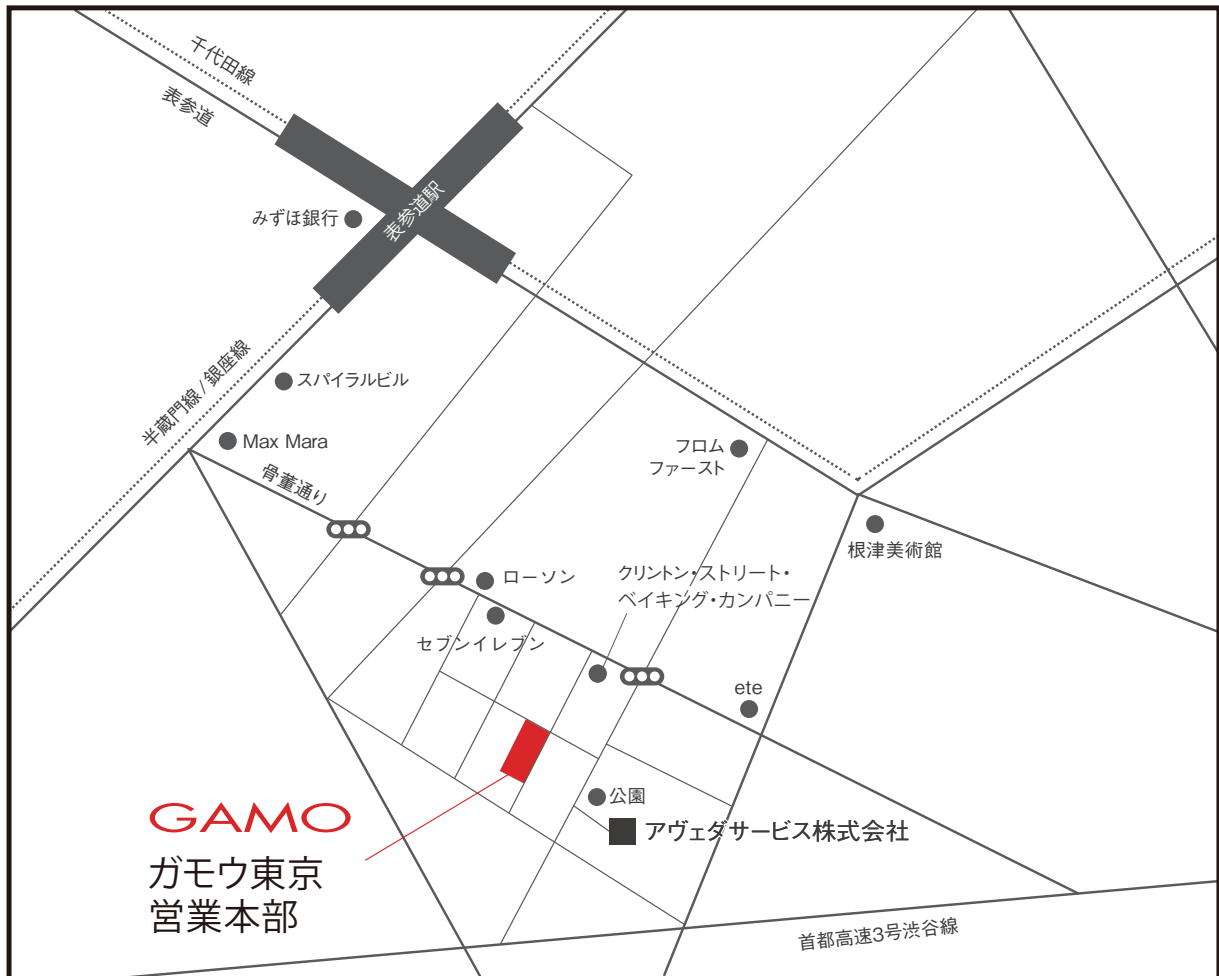 千代田線
表参道
表参道駅
みずほ銀行
半蔵門線/銀座線
スパイラルビル
Max Mara
骨董通り
フロム
ファースト
根津美術館
ローソン
クリントン・ストリート・
ベイキング・カンパニー
セブンイレブン
ete
公園
アヴェダサービス株式会社
GAMO
ガモウ東京
営業本部
首都高速3号渋谷線